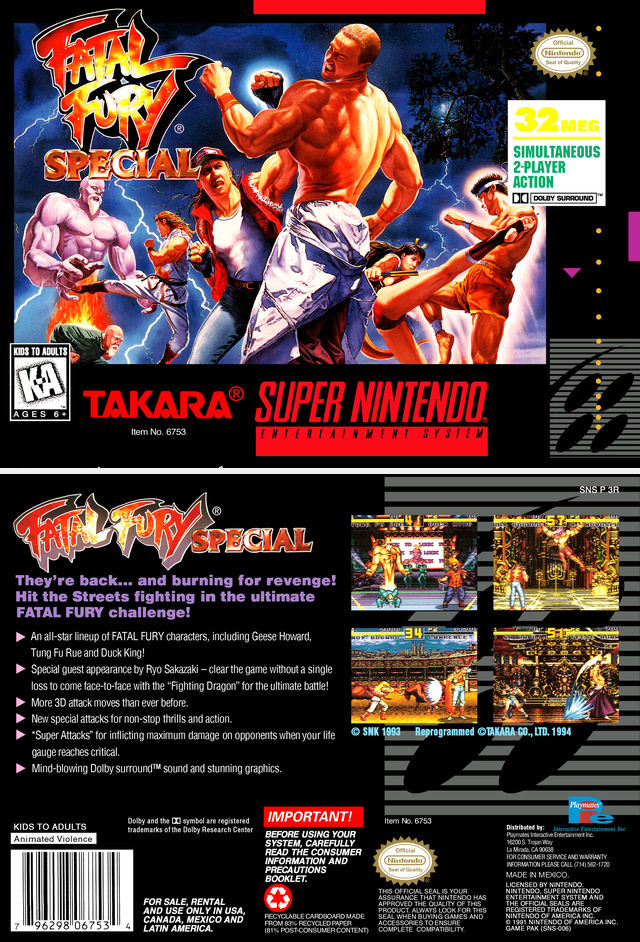 FATAL
FURY®
SPECIAL
Official
Nintendo
Seal of Quality
32 MEG
SIMULTANEOUS
2-PLAYER
ACTION
DOLBY SURROUND™
KIDS TO ADULTS
K-A
AGES 6+
TAKARA®
Item No. 6753
SUPER NINTENDO®
ENTERTAINMENT SYSTEM
SNS P 3R
FATAL FURY® SPECIAL
They're back... and burning for revenge!
Hit the Streets fighting in the ultimate
FATAL FURY challenge!
An all-star lineup of FATAL FURY characters, including Geese Howard,
Tung Fu Rue and Duck King!
Special guest appearance by Ryo Sakazaki – clear the game without a single
loss to come face-to-face with the "Fighting Dragon" for the ultimate battle!
More 3D attack moves than ever before.
New special attacks for non-stop thrills and action.
"Super Attacks" for inflicting maximum damage on opponents when your life
gauge reaches critical.
Mind-blowing Dolby surround™ sound and stunning graphics.
© SNK 1993 Reprogrammed ©TAKARA CO., LTD. 1994
KIDS TO ADULTS
Animated Violence
7 96298 06753 4
Dolby and the DD symbol are registered
trademarks of the Dolby Research Center
FOR SALE, RENTAL
AND USE ONLY IN USA,
CANADA, MEXICO AND
LATIN AMERICA.
IMPORTANT!
BEFORE USING YOUR
SYSTEM, CAREFULLY
READ THE CONSUMER
INFORMATION AND
PRECAUTIONS
BOOKLET.
RECYCLABLE CARDBOARD MADE
FROM 83% RECYCLED PAPER
(81% POST-CONSUMER CONTENT)
Item No. 6753
Official
Nintendo
Seal of Quality
THIS OFFICIAL SEAL IS YOUR
ASSURANCE THAT NINTENDO HAS
APPROVED THE QUALITY OF THIS
PRODUCT. ALWAYS LOOK FOR THIS
SEAL WHEN BUYING GAMES AND
ACCESSORIES TO ENSURE
COMPLETE COMPATIBILITY.
Playmates
Interactive Entertainment, Inc.
Distributed by:
Playmates Interactive Entertainment Inc.
16200 S. Trojan Way
La Mirada, CA 90638
FOR CONSUMER SERVICE AND WARRANTY
INFORMATION PLEASE CALL (714) 562-1720
MADE IN MEXICO.
LICENSED BY NINTENDO.
NINTENDO, SUPER NINTENDO
ENTERTAINMENT SYSTEM AND
THE OFFICIAL SEALS ARE
REGISTERED TRADEMARKS OF
NINTENDO OF AMERICA INC.
© 1991 NINTENDO OF AMERICA INC.
GAME PAK (SNS-006)